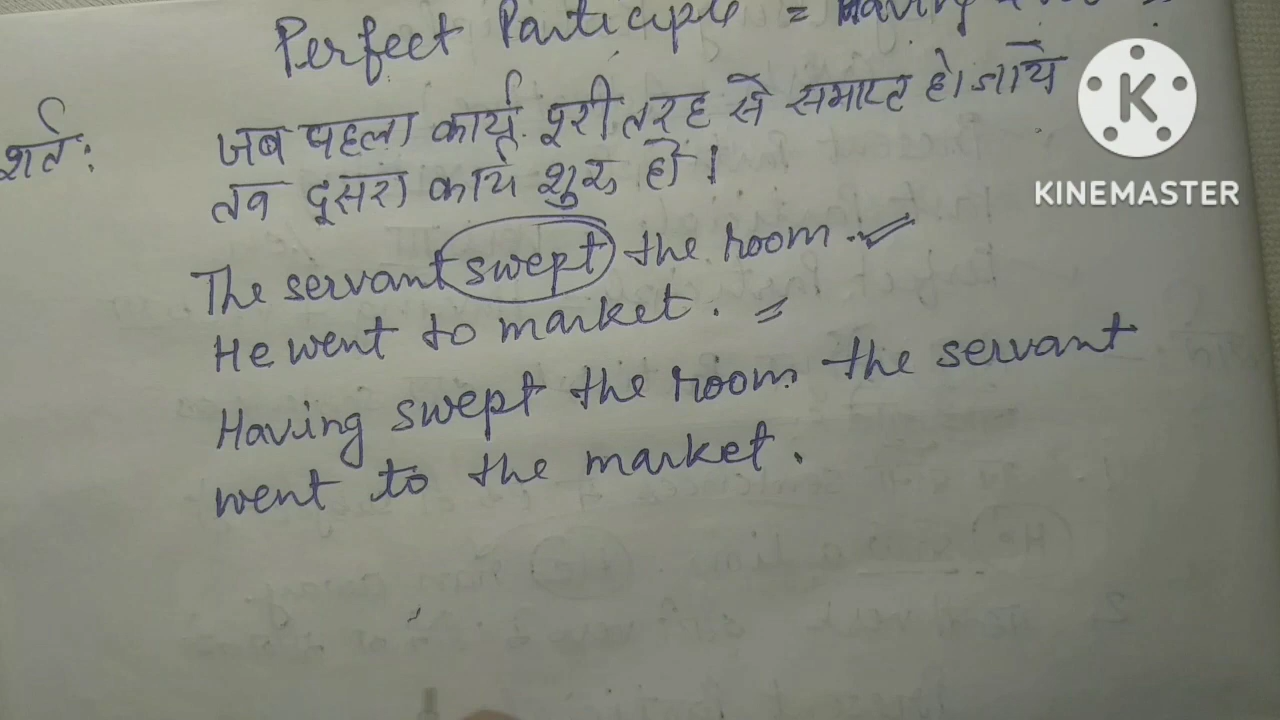 Perfect Participle = Having
शर्त: जब पहला कार्य पूरी तरह से समाप्त हो जाये
तब दूसरा कार्य शुरू हो।
The servant swept the room.
He went to market.
Having swept the room the servant
went to the market.
K
KINEMASTER